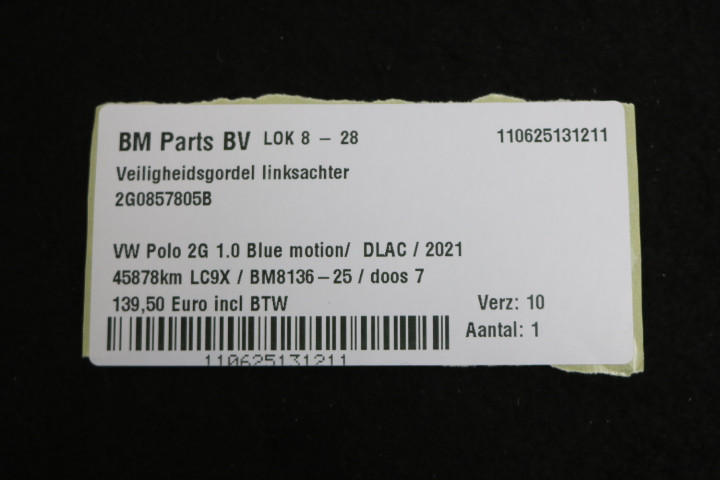 BM Parts BV LOK 8 – 28 110625131211
Veiligheidsgordel linksachter
2G0857805B
VW Polo 2G 1.0 Blue motion/ DLAC / 2021
45878km LC9X / BM8136–25 / doos 7
139,50 Euro incl BTW Verz: 10
Aantal: 1
110625131211